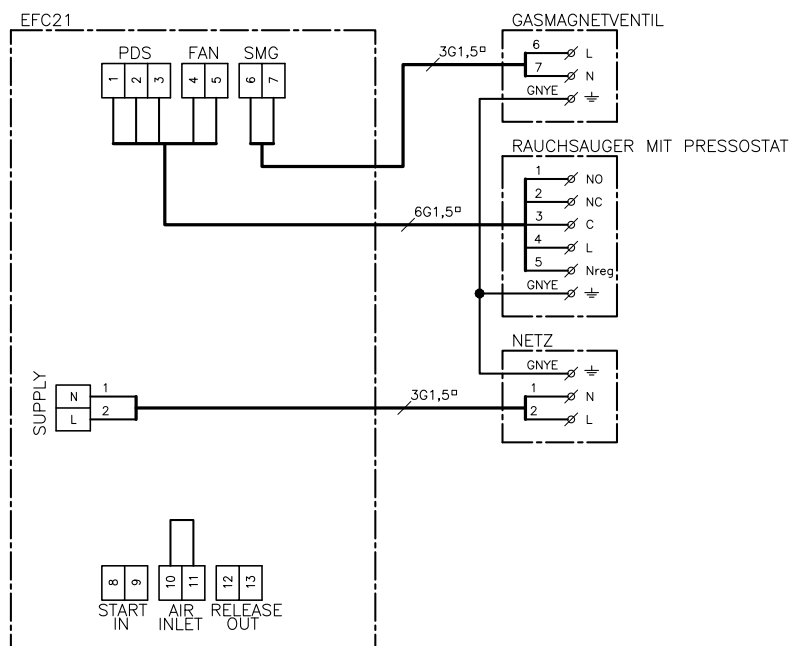 EFC21
PDS FAN SMG
1 2 3 4 5 6 7
GASMAGNETVENTIL
3G1,5▫
6 L
7 N
GNYE
RAUCHSAUGER MIT PRESSOSTAT
6G1,5▫
1 NO
2 NC
3 C
4 L
5 Nreg
GNYE
NETZ
GNYE
3G1,5▫
1 N
2 L
SUPPLY
N 1
L 2
8 9 10 11 12 13
START IN
AIR INLET
RELEASE OUT